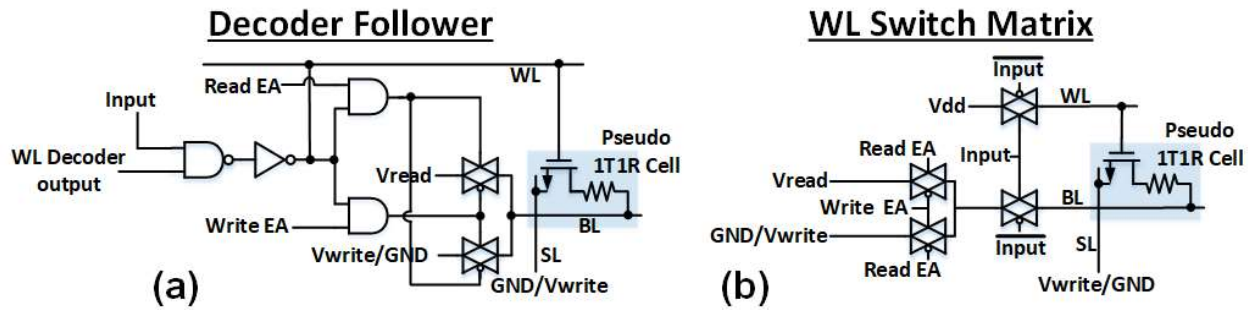 Decoder Follower
WL
Read EA
Input
Pseudo
1T1R Cell
WL Decoder
output
Vread
Write EA
BL
Vwrite/GND
SL
GND/Vwrite
(a)
WL Switch Matrix
Input
Vdd
WL
Pseudo
1T1R Cell
Read EA
Input
Vread
Write EA
BL
GND/Vwrite
Input
SL
Read EA
Vwrite/GND
(b)